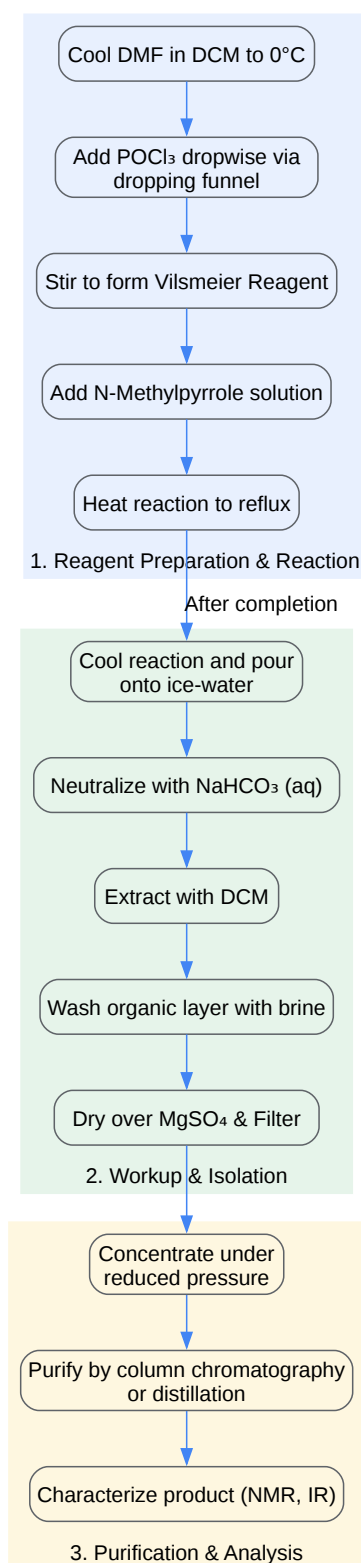 Cool DMF in DCM to 0°C
Add POCl₃ dropwise via
dropping funnel
Stir to form Vilsmeier Reagent
Add N-Methylpyrrole solution
Heat reaction to reflux
1. Reagent Preparation & Reaction
After completion
Cool reaction and pour
onto ice-water
Neutralize with NaHCO₃ (aq)
Extract with DCM
Wash organic layer with brine
Dry over MgSO₄ & Filter
2. Workup & Isolation
Concentrate under
reduced pressure
Purify by column chromatography
or distillation
Characterize product (NMR, IR)
3. Purification & Analysis